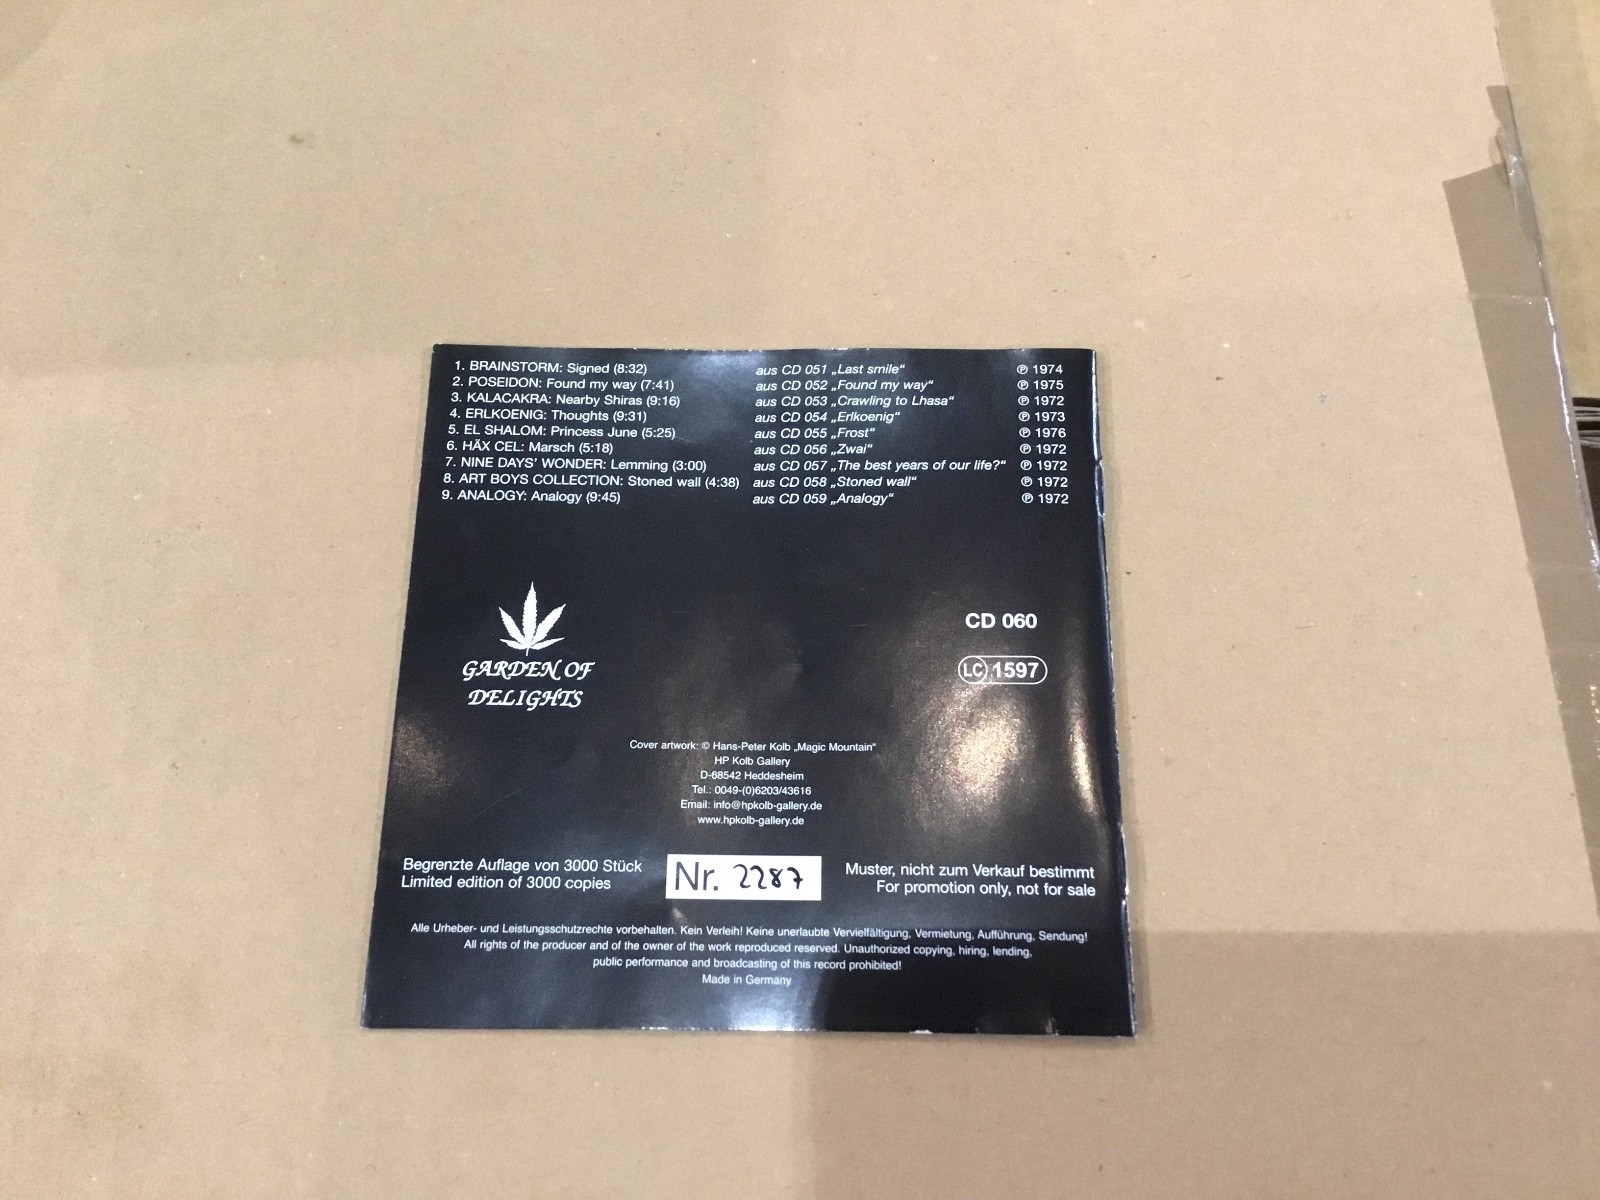 1. BRAINSTORM: Signed (8:32) aus CD 051 „Last smile“ ℗ 1974
2. POSEIDON: Found my way (7:41) aus CD 052 „Found my way“ ℗ 1975
3. KALACAKRA: Nearby Shiras (9:16) aus CD 053 „Crawling to Lhasa“ ℗ 1972
4. ERLKOENIG: Thoughts (9:31) aus CD 054 „Erlkoenig“ ℗ 1973
5. EL SHALOM: Princess June (5:25) aus CD 055 „Frost“ ℗ 1976
6. HÄX CEL: Marsch (5:18) aus CD 056 „Zwai“ ℗ 1972
7. NINE DAYS' WONDER: Lemming (3:00) aus CD 057 „The best years of our life?“ ℗ 1972
8. ART BOYS COLLECTION: Stoned wall (4:38) aus CD 058 „Stoned wall“ ℗ 1972
9. ANALOGY: Analogy (9:45) aus CD 059 „Analogy“ ℗ 1972
GARDEN OF
DELIGHTS
CD 060
LC 1597
Cover artwork: © Hans-Peter Kolb „Magic Mountain“
HP Kolb Gallery
D-68542 Heddesheim
Tel.: 0049-(0)6203/43616
Email: info@hpkolb-gallery.de
www.hpkolb-gallery.de
Begrenzte Auflage von 3000 Stück
Limited edition of 3000 copies
Nr. 2287
Muster, nicht zum Verkauf bestimmt
For promotion only, not for sale
Alle Urheber- und Leistungsschutzrechte vorbehalten. Kein Verleih! Keine unerlaubte Vervielfältigung, Vermietung, Aufführung, Sendung!
All rights of the producer and of the owner of the work reproduced reserved. Unauthorized copying, hiring, lending,
public performance and broadcasting of this record prohibited!
Made in Germany